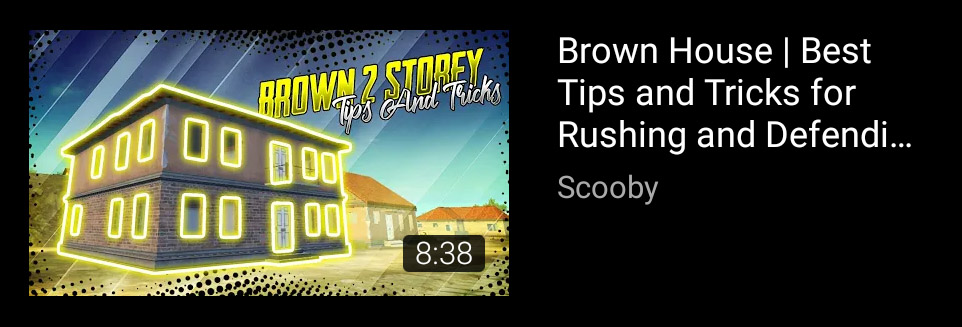 BROWN 2 STOREY
Tips And Tricks
8:38
Brown House | Best
Tips and Tricks for
Rushing and Defendi...
Scooby